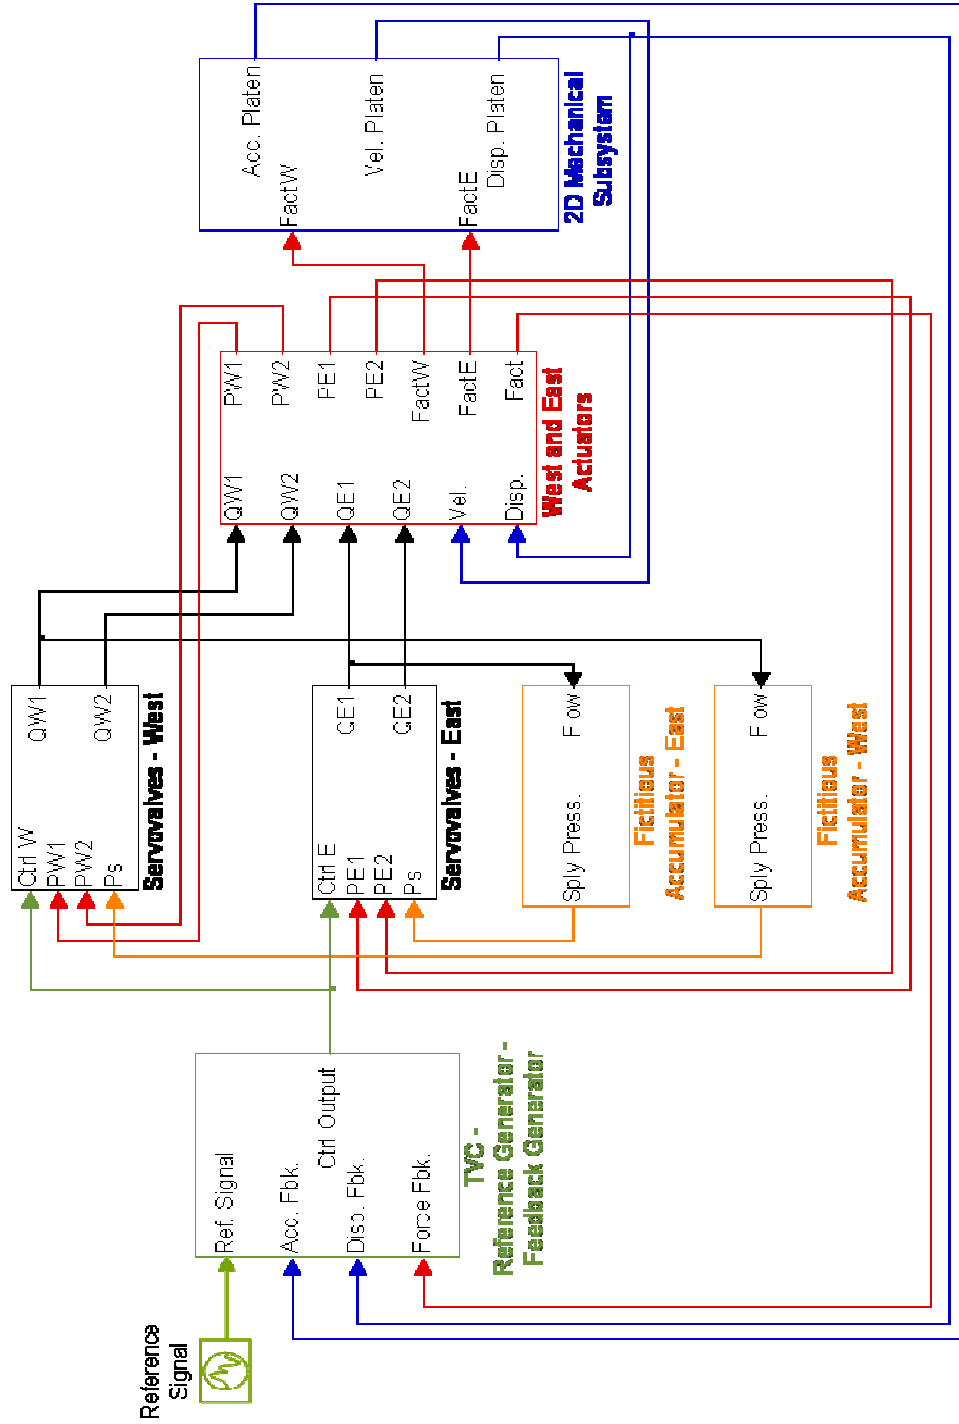 Reference
Signal
Ref. Signal
Acc. Fbk.
Disp. Fbk.
Force Fbk.
Ctrl Output
TVC -
Reference Generator -
Feedback Generator
Ctrl W
PW1
PW2
Ps
QW1
QW2
Servovalves - West
Ctrl E
PE1
PE2
Ps
QE1
QE2
Servovalves - East
Sply Press.
Flow
Fictitious
Accumulator - East
Sply Press.
Flow
Fictitious
Accumulator - West
QW1
QW2
QE1
QE2
Vel.
Disp.
PW1
PW2
PE1
PE2
FactW
FactE
Fact
West and East
Actuators
FactW
FactE
Acc. Platen
Vel. Platen
Disp. Platen
2D Mechanical
Subsystem